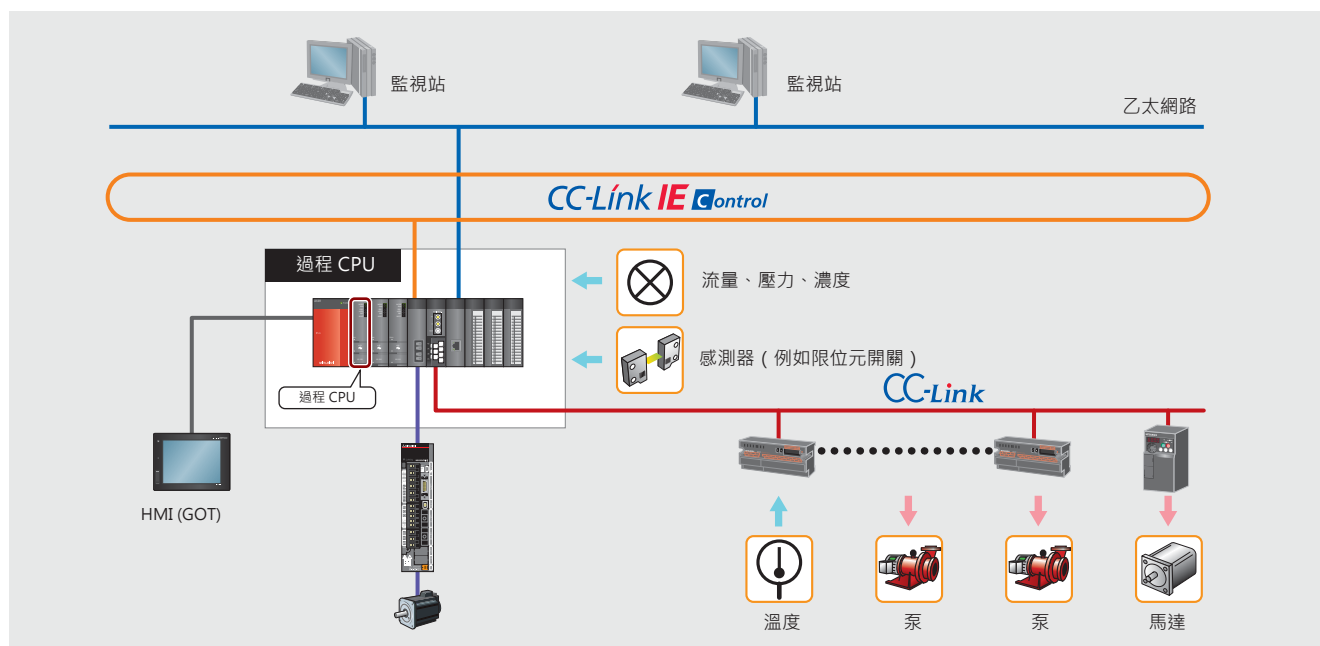 監視站
監視站
乙太網路
CC-Link IE Control
過程 CPU
流量、壓力、濃度
感測器 ( 例如限位元開關 )
過程 CPU
CC-Link
HMI (GOT)
溫度
泵
泵
馬達